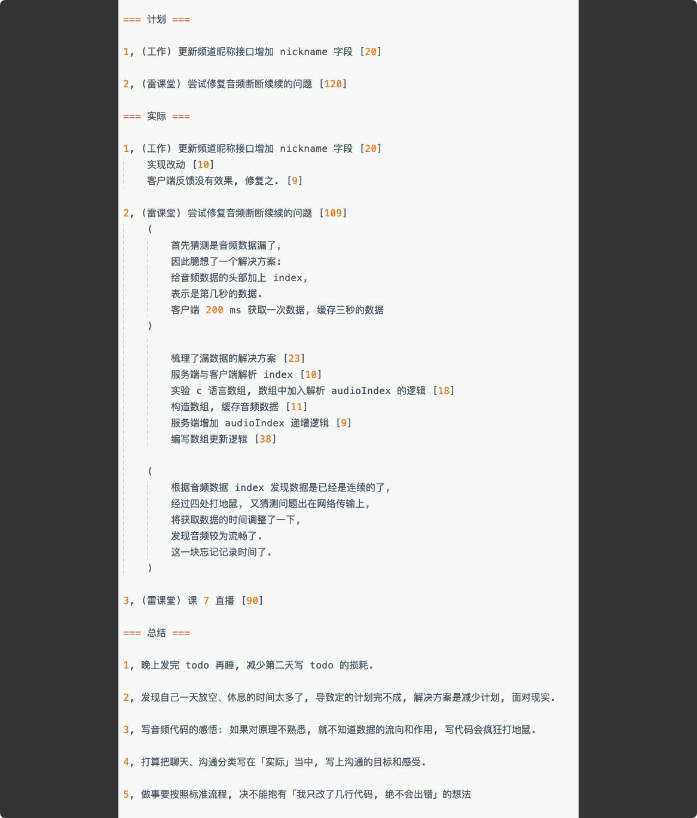 === 计划 ===
1, (工作) 更新频道昵称接口增加 nickname 字段 [20]
2, (雷课堂) 尝试修复音频断断续续的问题 [120]
=== 实际 ===
1, (工作) 更新频道昵称接口增加 nickname 字段 [20]
实现改动 [10]
客户端反馈没有效果, 修复之. [9]
2, (雷课堂) 尝试修复音频断断续续的问题 [109]
(
首先猜测是音频数据漏了,
因此臆想了一个解决方案:
给音频数据的头部加上 index,
表示是第几秒的数据.
客户端 200 ms 获取一次数据, 缓存三秒的数据
)
梳理了漏数据的解决方案 [23]
服务端与客户端解析 index [10]
实验 c 语言数组, 数组中加入解析 audioIndex 的逻辑 [18]
构造数组, 缓存音频数据 [11]
服务端增加 audioIndex 递增逻辑 [9]
编写数组更新逻辑 [38]
(
根据音频数据 index 发现数据是已经是连续的了,
经过四处打地鼠, 又猜测问题出在网络传输上,
将获取数据的时间调整了一下,
发现音频较为流畅了.
这一块忘记记录时间了.
)
3, (雷课堂) 课 7 直播 [90]
=== 总结 ===
1, 晚上发完 todo 再睡, 减少第二天写 todo 的损耗.
2, 发现自己一天放空、休息的时间太多了, 导致定的计划完不成, 解决方案是减少计划, 面对现实.
3, 写音频代码的感悟: 如果对原理不熟悉, 就不知道数据的流向和作用, 写代码会疯狂打地鼠.
4, 打算把聊天、沟通分类写在「实际」当中, 写上沟通的目标和感受.
5, 做事要按照标准流程, 决不能抱有「我只改了几行代码, 绝不会出错」的想法